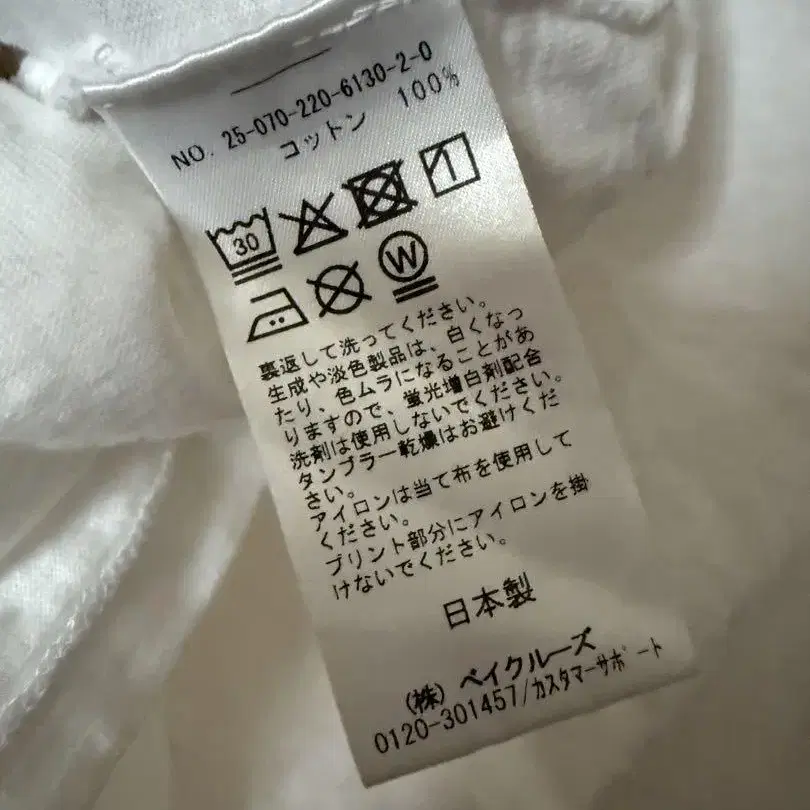 NO. 25-070-220-6130-2-0
コットン 100%
30
W
裏返して洗ってください。
生成や淡色製品は、白くなっ
たり、色ムラになることがあ
りますので、蛍光増白剤配合
洗剤は使用しないでください。
タンブラー乾燥はお避けくだ
さい。
アイロンは当て布を使用して
ください。
プリント部分にアイロンを掛
けないでください。
日本製
(株) ベイクルーズ
0120-301457/カスタマーサポート